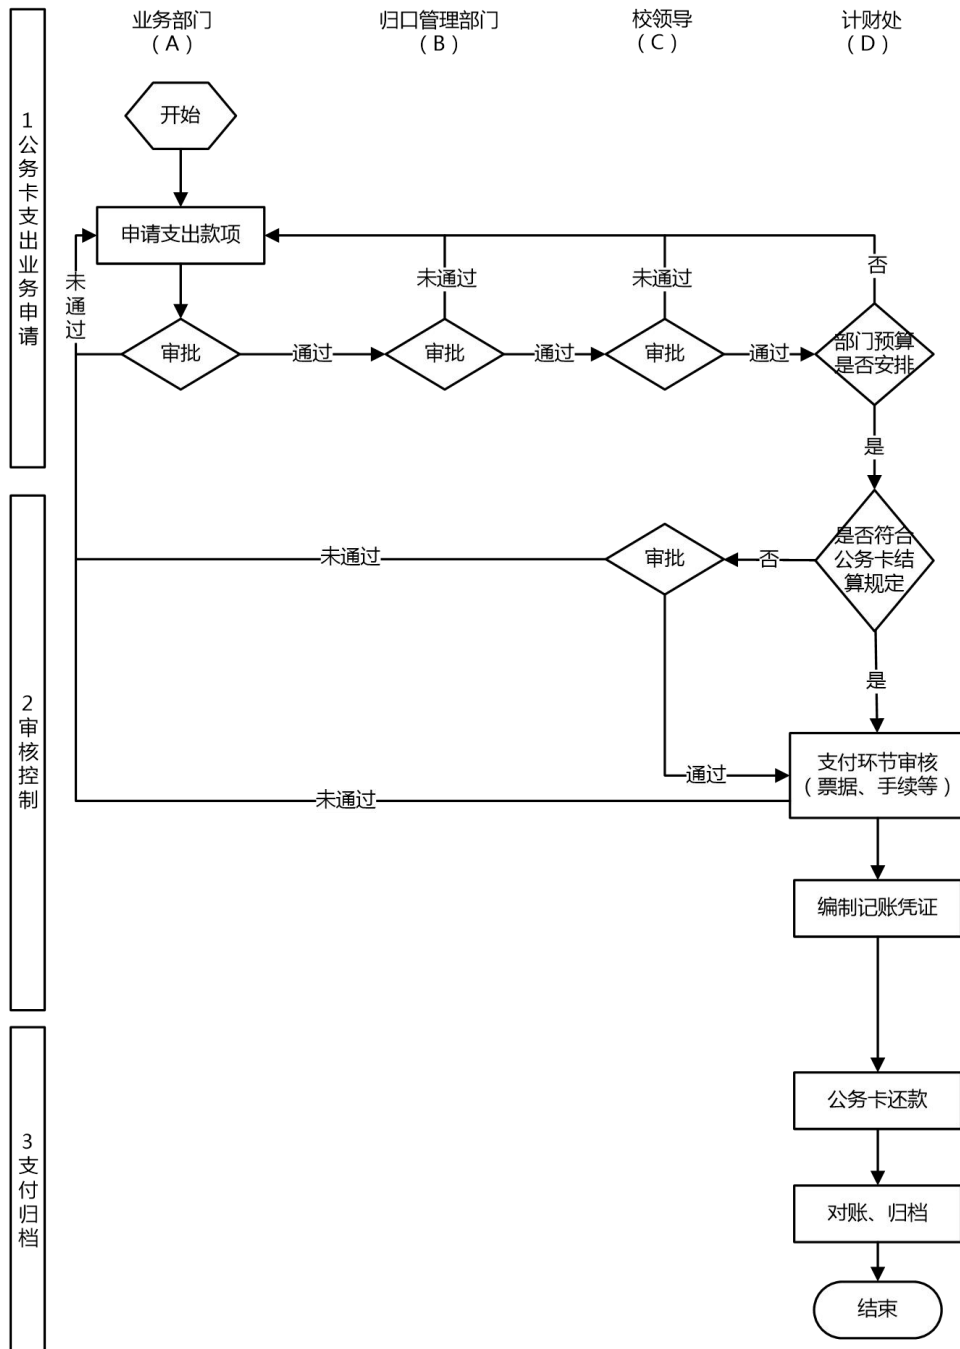 业务部门
（A）
归口管理部门
（B）
校领导
（C）
计财处
（D）
1
公
务
卡
支
出
业
务
申
请
开始
申请支出款项
未
通
过
未通过
未通过
否
审批
通过
审批
通过
审批
通过
部门预算
是否安排
是
2
审
核
控
制
未通过
审批
否
是否符合
公务卡结
算规定
是
通过
支付环节审核
（票据、手续等）
未通过
编制记账凭证
3
支
付
归
档
公务卡还款
对账、归档
结束